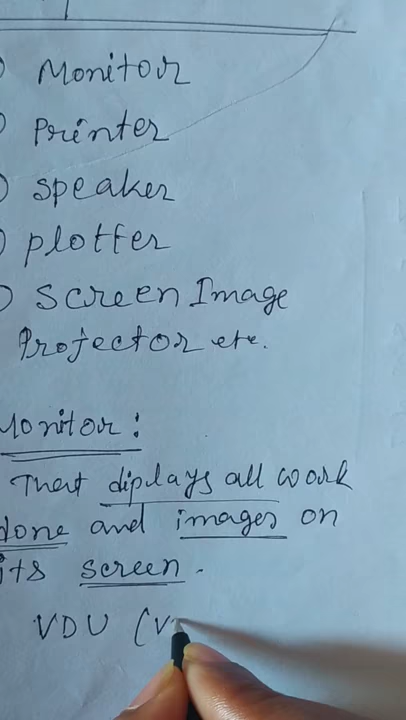 Monitor
Printer
speaker
plotter
Screen Image
Projector etc.
Monitor:
That diplays all work
done and images on
its screen.
VDU (V